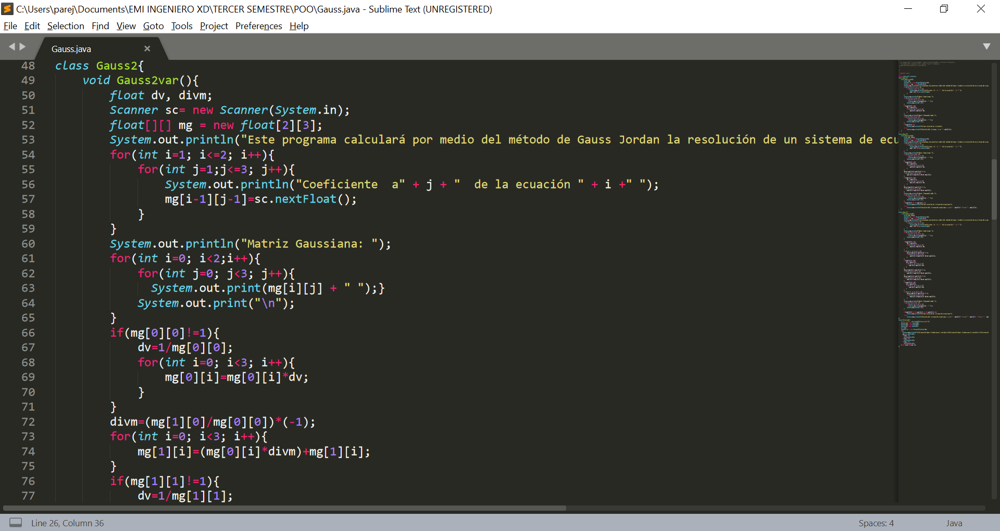 C:\Users\parej\Documents\EMI INGENIERO XD\TERCER SEMESTRE\POO\Gauss.java - Sublime Text (UNREGISTERED)
File Edit Selection Find View Goto Tools Project Preferences Help
Gauss.java
48 class Gauss2{
49 void Gauss2var(){
50 float dv, divm;
51 Scanner sc= new Scanner(System.in);
52 float[][] mg = new float[2][3];
53 System.out.println("Este programa calculará por medio del método de Gauss Jordan la resolución de un sistema de ecu
54 for(int i=1; i<=2; i++){
55 for(int j=1;j<=3; j++){
56 System.out.println("Coeficiente  a" + j + "  de la ecuación " + i +" ");
57 mg[i-1][j-1]=sc.nextFloat();
58 }
59 }
60 System.out.println("Matriz Gaussiana: ");
61 for(int i=0; i<2;i++){
62 for(int j=0; j<3; j++){
63 System.out.print(mg[i][j] + " ");}
64 System.out.print("\n");
65 }
66 if(mg[0][0]!=1){
67 dv=1/mg[0][0];
68 for(int i=0; i<3; i++){
69 mg[0][i]=mg[0][i]*dv;
70 }
71 }
72 divm=(mg[1][0]/mg[0][0])*(-1);
73 for(int i=0; i<3; i++){
74 mg[1][i]=(mg[0][i]*divm)+mg[1][i];
75 }
76 if(mg[1][1]!=1){
77 dv=1/mg[1][1];
Line 26, Column 36 Spaces: 4 Java